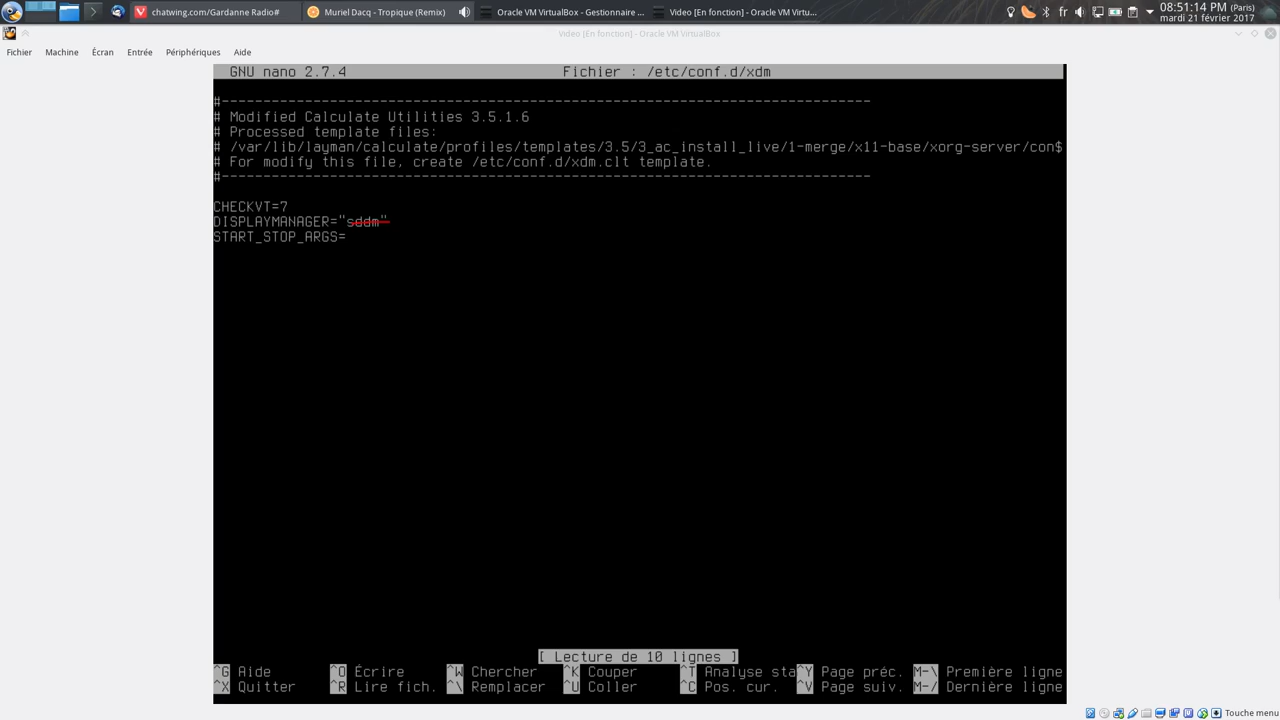 chatwing.com/Gardanne Radio#
Muriel Dacq - Tropique (Remix)
Oracle VM VirtualBox - Gestionnaire ...
Video [En fonction] - Oracle VM Virtu...
fr
08:51:14 PM (Paris)
mardi 21 février 2017
Video [En fonction] - Oracle VM VirtualBox
Fichier Machine Écran Entrée Périphériques Aide
GNU nano 2.7.4 Fichier : /etc/conf.d/xdm
#------------------------------------------------------------------------------
# Modified Calculate Utilities 3.5.1.6
# Processed template files:
# /var/lib/layman/calculate/profiles/templates/3.5/3_ac_install_live/1-merge/x11-base/xorg-server/con$
# For modify this file, create /etc/conf.d/xdm.clt template.
#------------------------------------------------------------------------------
CHECKVT=7
DISPLAYMANAGER="sddm"
START_STOP_ARGS=
[ Lecture de 10 lignes ]
^G Aide ^O Écrire ^W Chercher ^K Couper ^T Analyse sta ^Y Page préc. M-\ Première ligne
^X Quitter ^R Lire fich. ^\ Remplacer ^U Coller ^C Pos. cur. ^V Page suiv. M-/ Dernière ligne
Touche menu